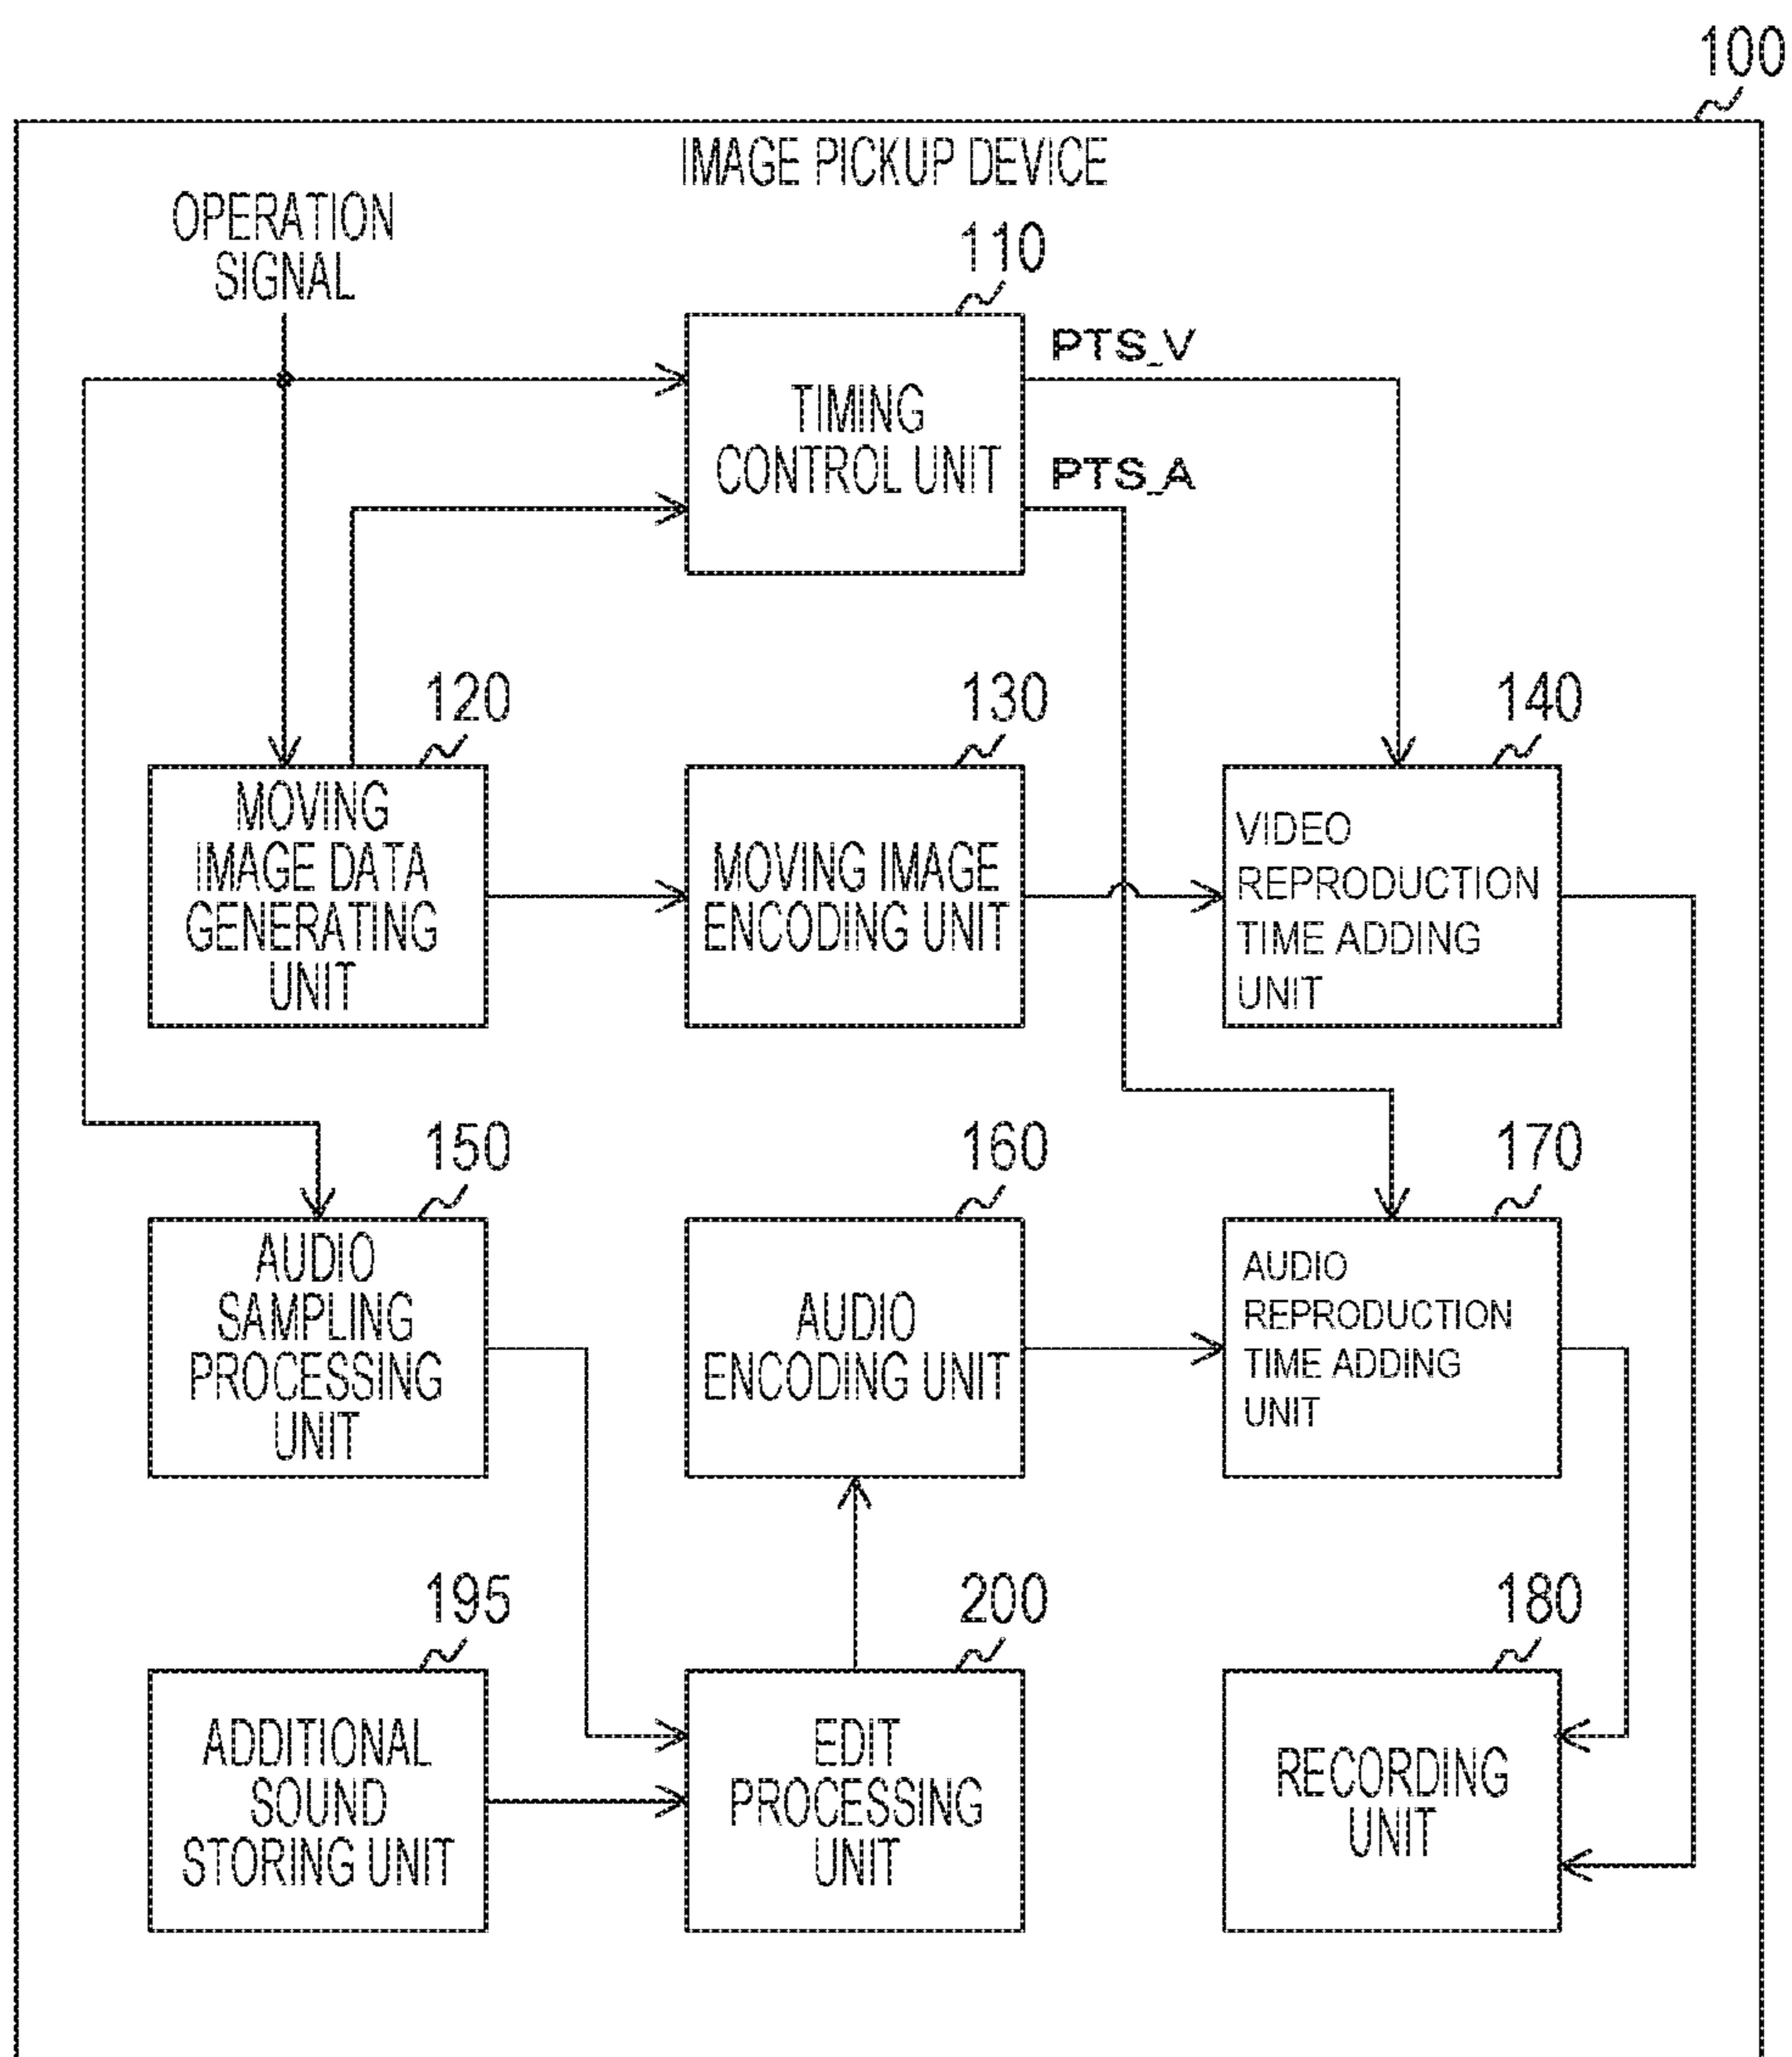 100
IMAGE PICKUP DEVICE
OPERATION
SIGNAL
110
PTS_V
TIMING
CONTROL UNIT
PTS_A
120
130
140
MOVING
IMAGE DATA
GENERATING
UNIT
MOVING IMAGE
ENCODING UNIT
VIDEO
REPRODUCTION
TIME ADDING
UNIT
150
160
170
AUDIO
SAMPLING
PROCESSING
UNIT
AUDIO
ENCODING UNIT
AUDIO
REPRODUCTION
TIME ADDING
UNIT
195
200
180
ADDITIONAL
SOUND
STORING UNIT
EDIT
PROCESSING
UNIT
RECORDING
UNIT